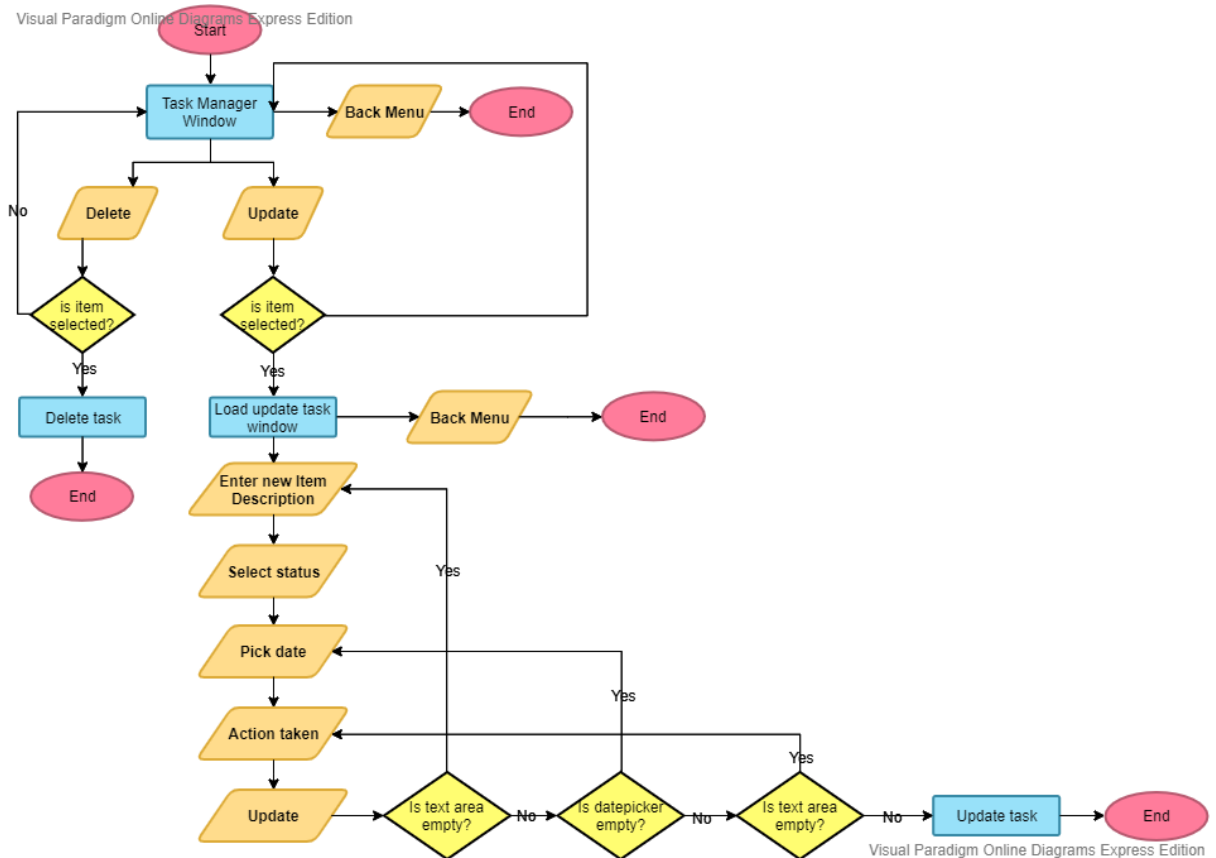 Visual Paradigm Online Diagrams Express Edition
Start
Task Manager
Window
Back Menu
End
No
Delete
Update
is item
selected?
is item
selected?
Yes
Yes
Delete task
Load update task
window
Back Menu
End
End
Enter new Item
Description
Select status
Yes
Pick date
Yes
Action taken
Yes
Update
Is text area
empty?
No
Is datepicker
empty?
No
Is text area
empty?
No
Update task
End
Visual Paradigm Online Diagrams Express Edition